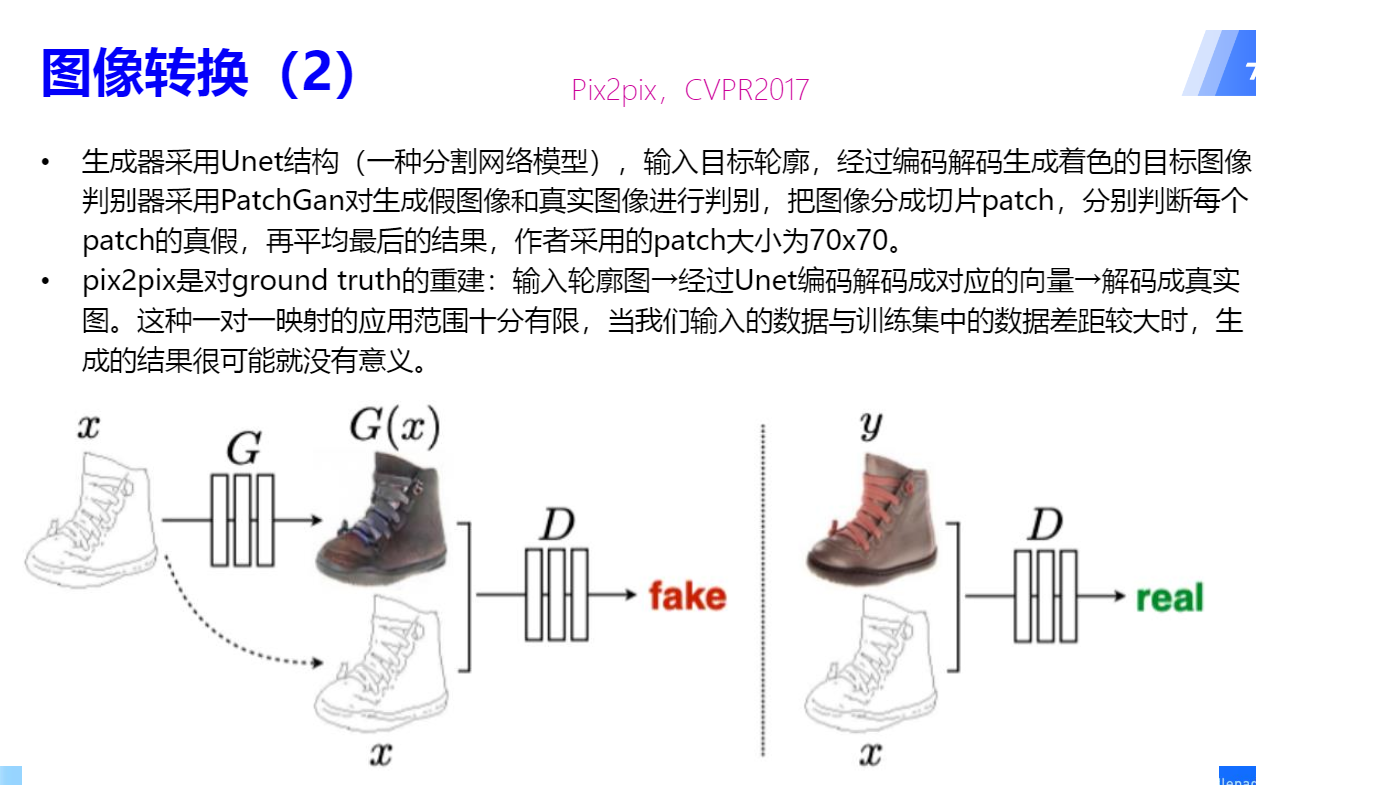 图像转换（2）
Pix2pix，CVPR2017
• 生成器采用Unet结构（一种分割网络模型），输入目标轮廓，经过编码解码生成着色的目标图像
判别器采用PatchGan对生成假图像和真实图像进行判别，把图像分成切片patch，分别判断每个
patch的真假，再平均最后的结果，作者采用的patch大小为70x70。
• pix2pix是对ground truth的重建：输入轮廓图→经过Unet编码解码成对应的向量→解码成真实
图。这种一对一映射的应用范围十分有限，当我们输入的数据与训练集中的数据差距较大时，生
成的结果很可能就没有意义。
x
G
G(x)
D
fake
x
y
D
real
x